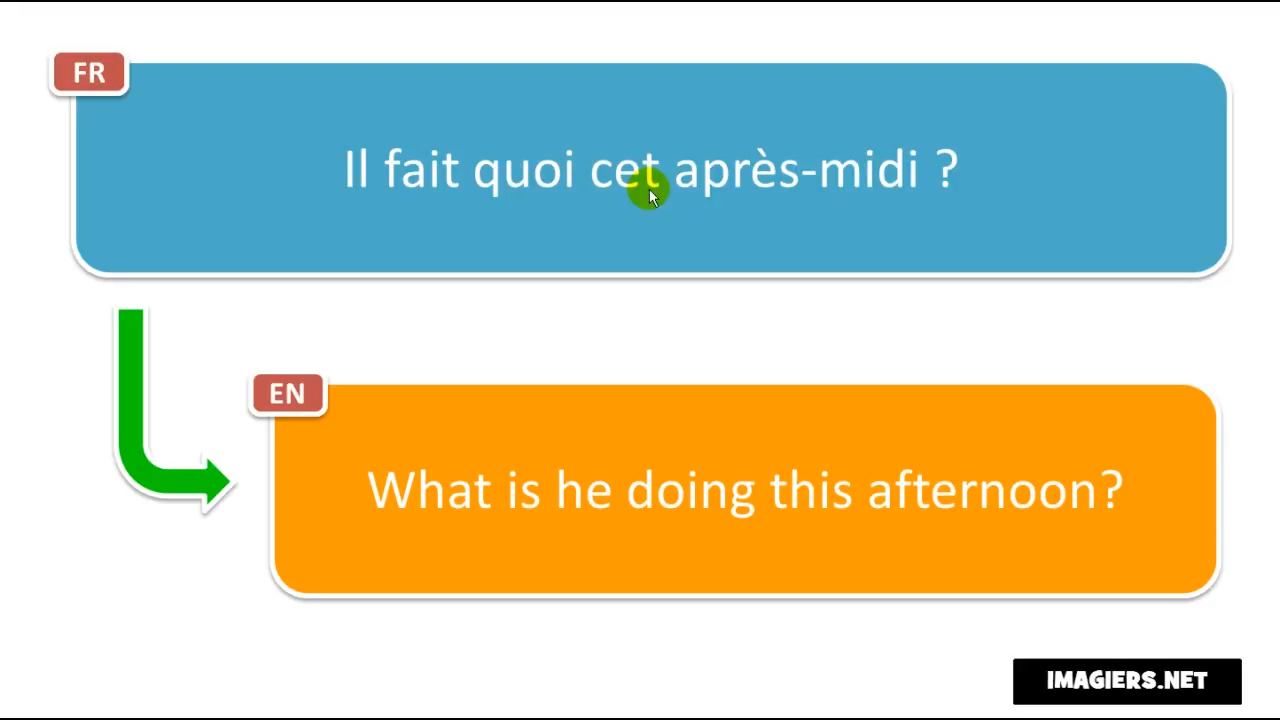 FR
Il fait quoi cet après-midi ?
EN
What is he doing this afternoon?
IMAGIERS.NET